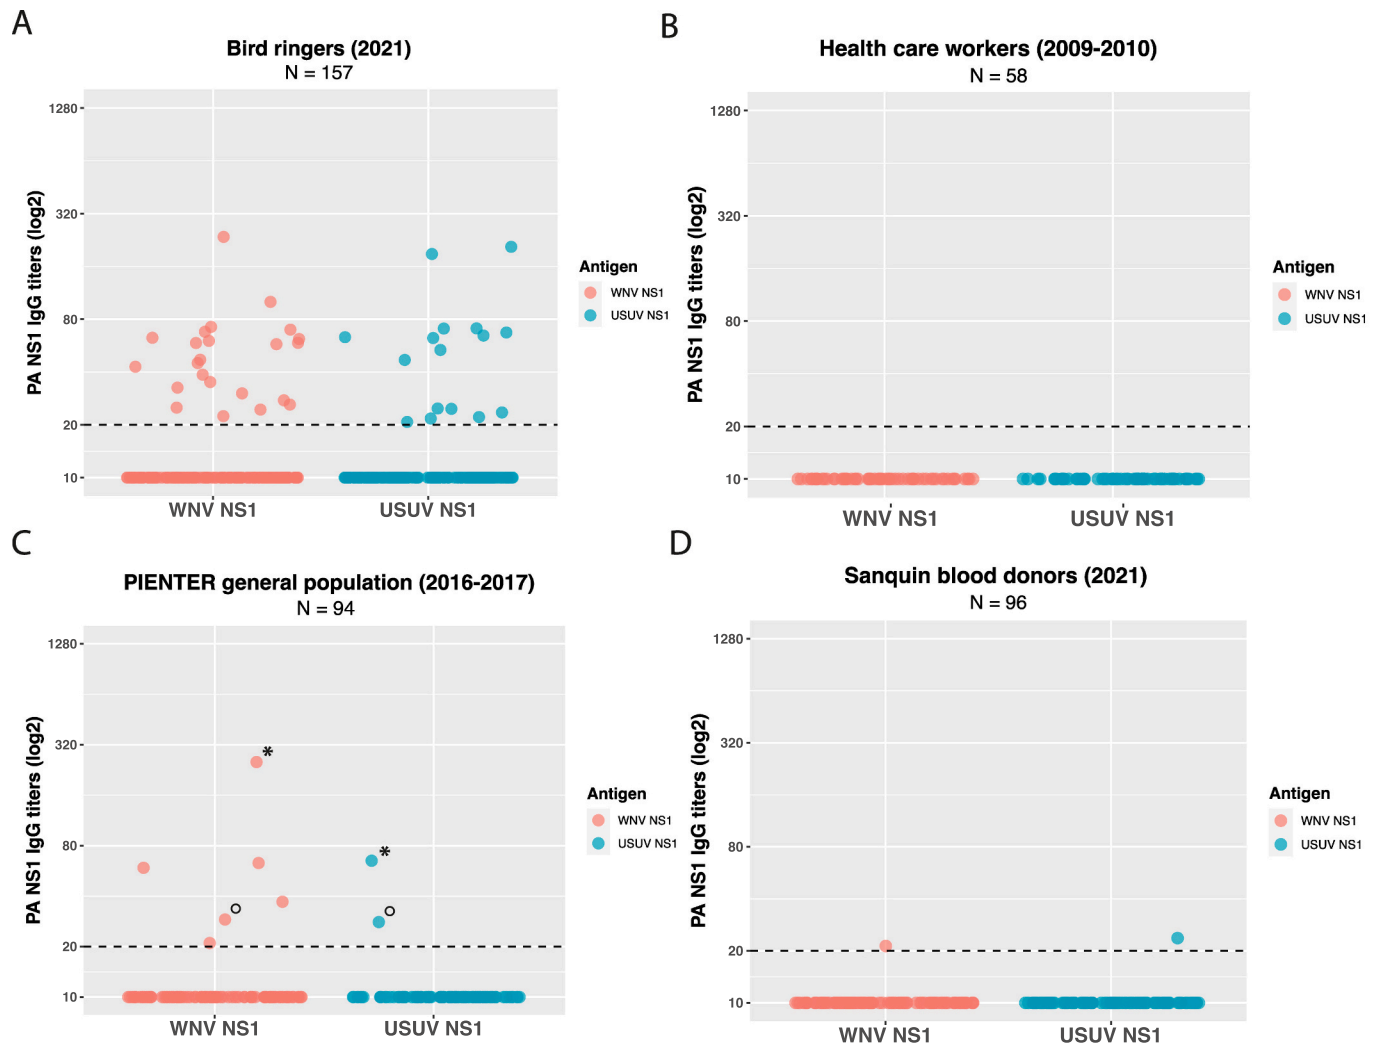 A
Bird ringers (2021)
N = 157
PA NS1 IgG titers (log2)
1280
320
80
20
10
WNV NS1
USUV NS1
Antigen
WNV NS1
USUV NS1
B
Health care workers (2009-2010)
N = 58
PA NS1 IgG titers (log2)
1280
320
80
20
10
WNV NS1
USUV NS1
Antigen
WNV NS1
USUV NS1
C
PIENTER general population (2016-2017)
N = 94
PA NS1 IgG titers (log2)
1280
320
80
20
10
*
*
WNV NS1
USUV NS1
Antigen
WNV NS1
USUV NS1
D
Sanquin blood donors (2021)
N = 96
PA NS1 IgG titers (log2)
1280
320
80
20
10
WNV NS1
USUV NS1
Antigen
WNV NS1
USUV NS1